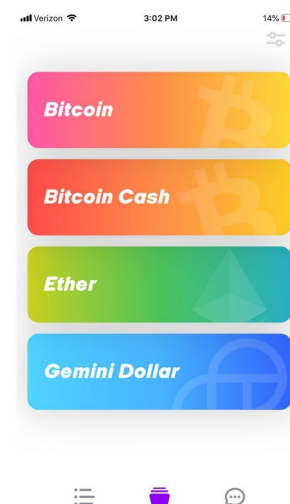 Verizon 3:02 PM 14%
Bitcoin
Bitcoin Cash
Ether
Gemini Dollar